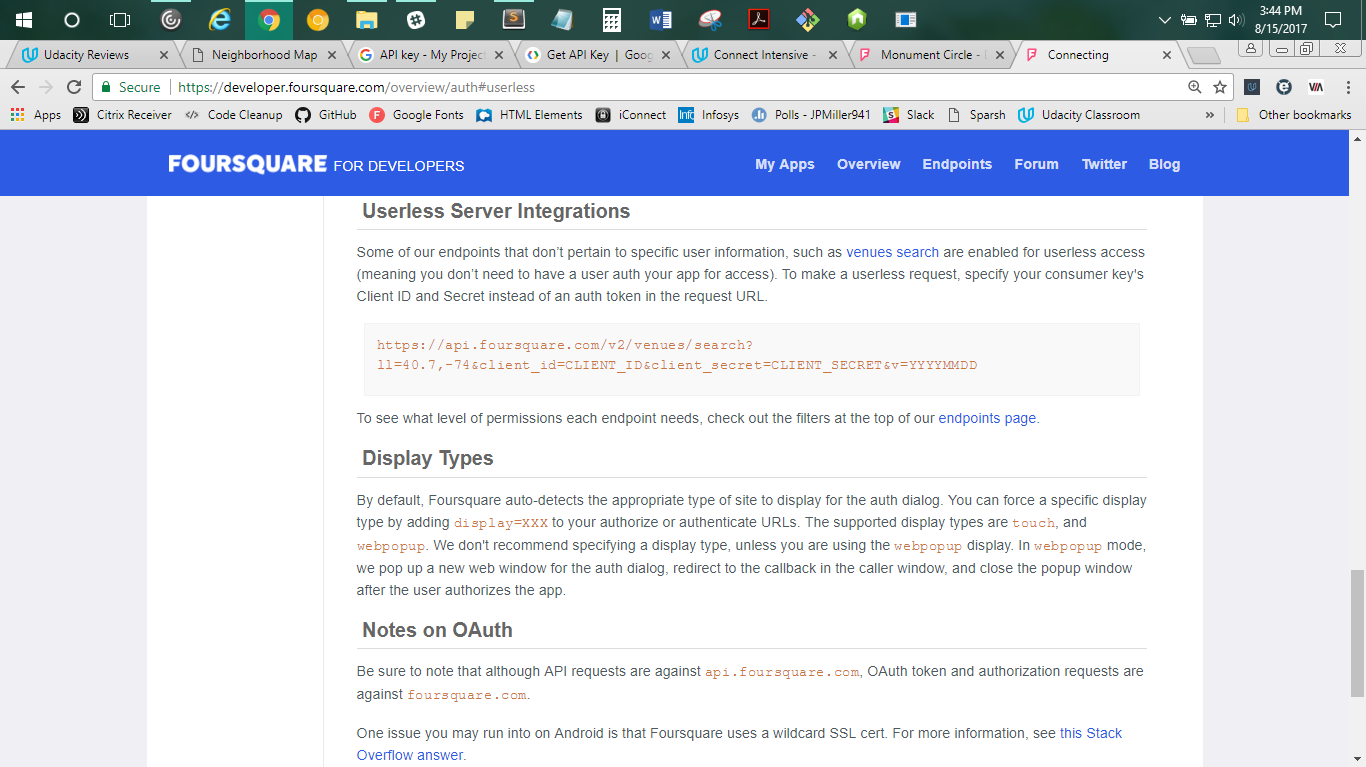 3:44 PM
8/15/2017
Udacity Reviews
Neighborhood Map
API key - My Project
Get API Key | Goog
Connect Intensive -
Monument Circle -
Connecting
Secure
https://developer.foursquare.com/overview/auth#userless
Apps
Citrix Receiver
Code Cleanup
GitHub
Google Fonts
HTML Elements
iConnect
Infosys
Polls - JPMiller941
Slack
Sparsh
Udacity Classroom
»
Other bookmarks
FOURSQUARE FOR DEVELOPERS
My Apps
Overview
Endpoints
Forum
Twitter
Blog
Userless Server Integrations
Some of our endpoints that don’t pertain to specific user information, such as venues search are enabled for userless access
(meaning you don’t need to have a user auth your app for access). To make a userless request, specify your consumer key's
Client ID and Secret instead of an auth token in the request URL.
https://api.foursquare.com/v2/venues/search?
ll=40.7,-74&client_id=CLIENT_ID&client_secret=CLIENT_SECRET&v=YYYYMMDD
To see what level of permissions each endpoint needs, check out the filters at the top of our endpoints page.
Display Types
By default, Foursquare auto-detects the appropriate type of site to display for the auth dialog. You can force a specific display
type by adding display=XXX to your authorize or authenticate URLs. The supported display types are touch, and
webpopup. We don't recommend specifying a display type, unless you are using the webpopup display. In webpopup mode,
we pop up a new web window for the auth dialog, redirect to the callback in the caller window, and close the popup window
after the user authorizes the app.
Notes on OAuth
Be sure to note that although API requests are against api.foursquare.com, OAuth token and authorization requests are
against foursquare.com.
One issue you may run into on Android is that Foursquare uses a wildcard SSL cert. For more information, see this Stack
Overflow answer.